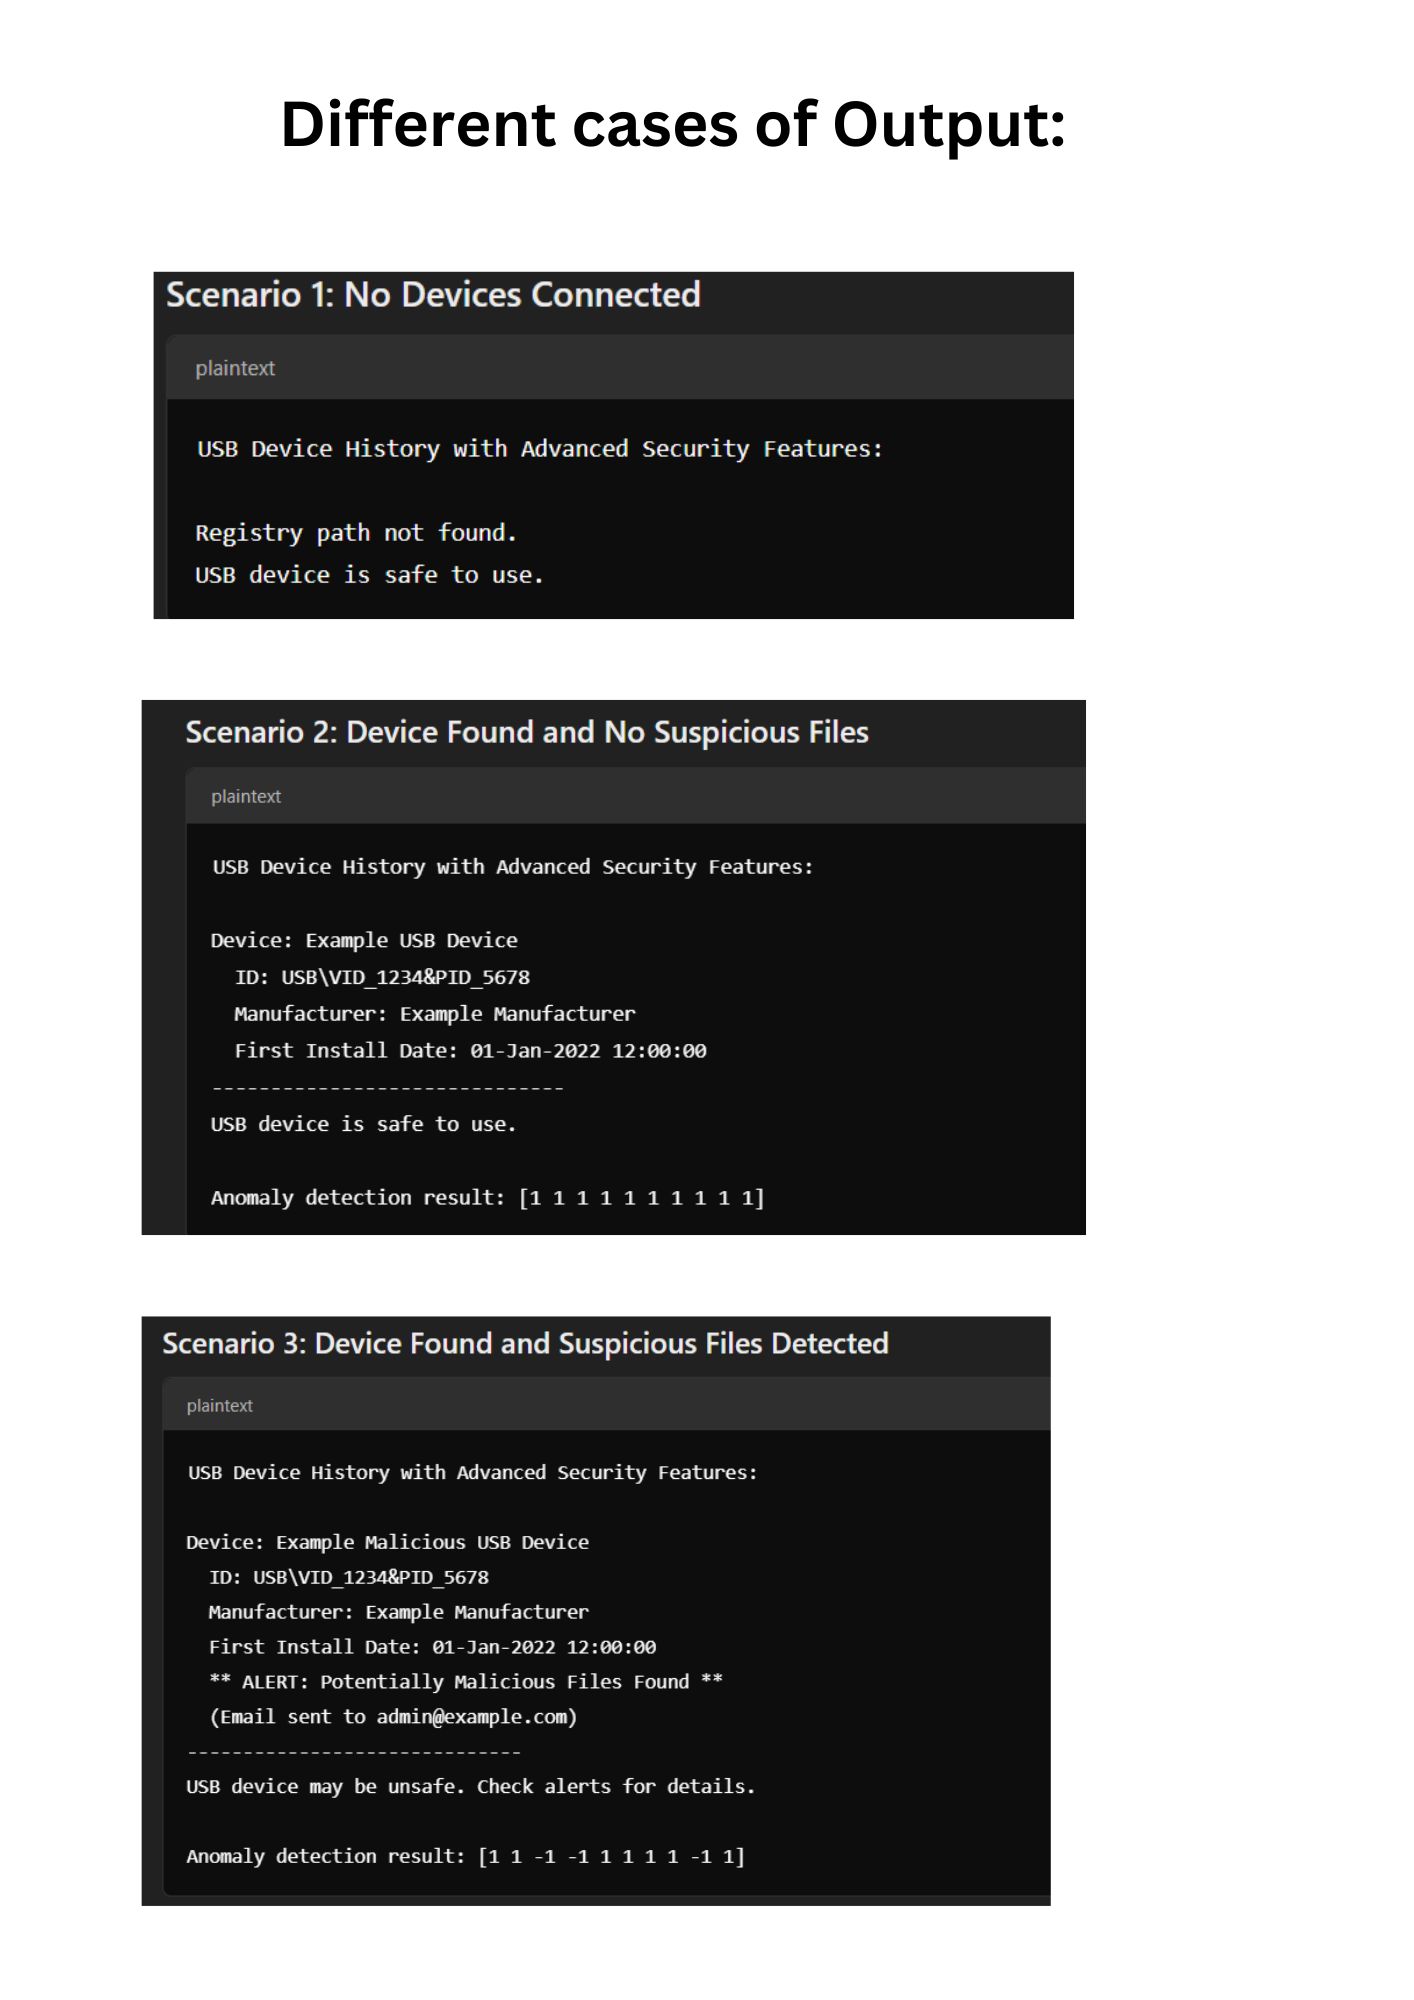 Different cases of Output:
Scenario 1: No Devices Connected
plaintext
USB Device History with Advanced Security Features:
Registry path not found.
USB device is safe to use.
Scenario 2: Device Found and No Suspicious Files
plaintext
USB Device History with Advanced Security Features:
Device: Example USB Device
ID: USB\VID_1234&PID_5678
Manufacturer: Example Manufacturer
First Install Date: 01-Jan-2022 12:00:00
------------------------------
USB device is safe to use.
Anomaly detection result: [1 1 1 1 1 1 1 1 1 1]
Scenario 3: Device Found and Suspicious Files Detected
plaintext
USB Device History with Advanced Security Features:
Device: Example Malicious USB Device
ID: USB\VID_1234&PID_5678
Manufacturer: Example Manufacturer
First Install Date: 01-Jan-2022 12:00:00
** ALERT: Potentially Malicious Files Found **
(Email sent to admin@example.com)
------------------------------
USB device may be unsafe. Check alerts for details.
Anomaly detection result: [1 1 -1 -1 1 1 1 1 -1 1]